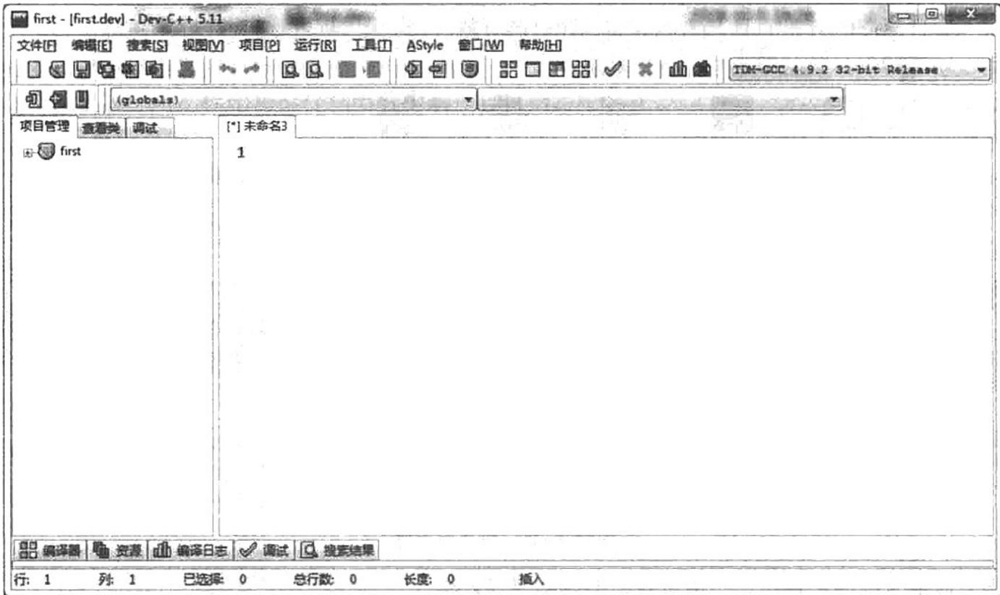 first - [first.dev] - Dev-C++ 5.11
文件[F] 编辑[E] 搜索[S] 视图[V] 项目[P] 运行[R] 工具[T] AStyle 窗口[W] 帮助[H]
TDM-GCC 4.9.2 32-bit Release
(globals)
项目管理 查看类 调试 [*] 未命名3
first 1
编译器 资源 编译日志 调试 搜索结果
行: 1 列: 1 已选择: 0 总行数: 0 长度: 0 插入